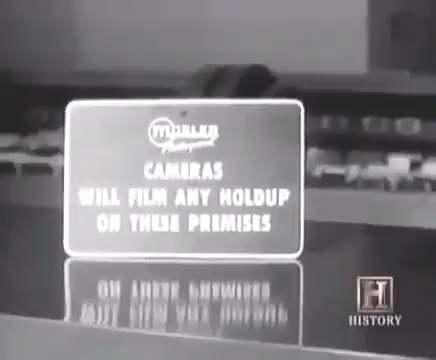 CAMERAS
WILL FILM ANY HOLDUP
ON THESE PREMISES
H
HISTORY